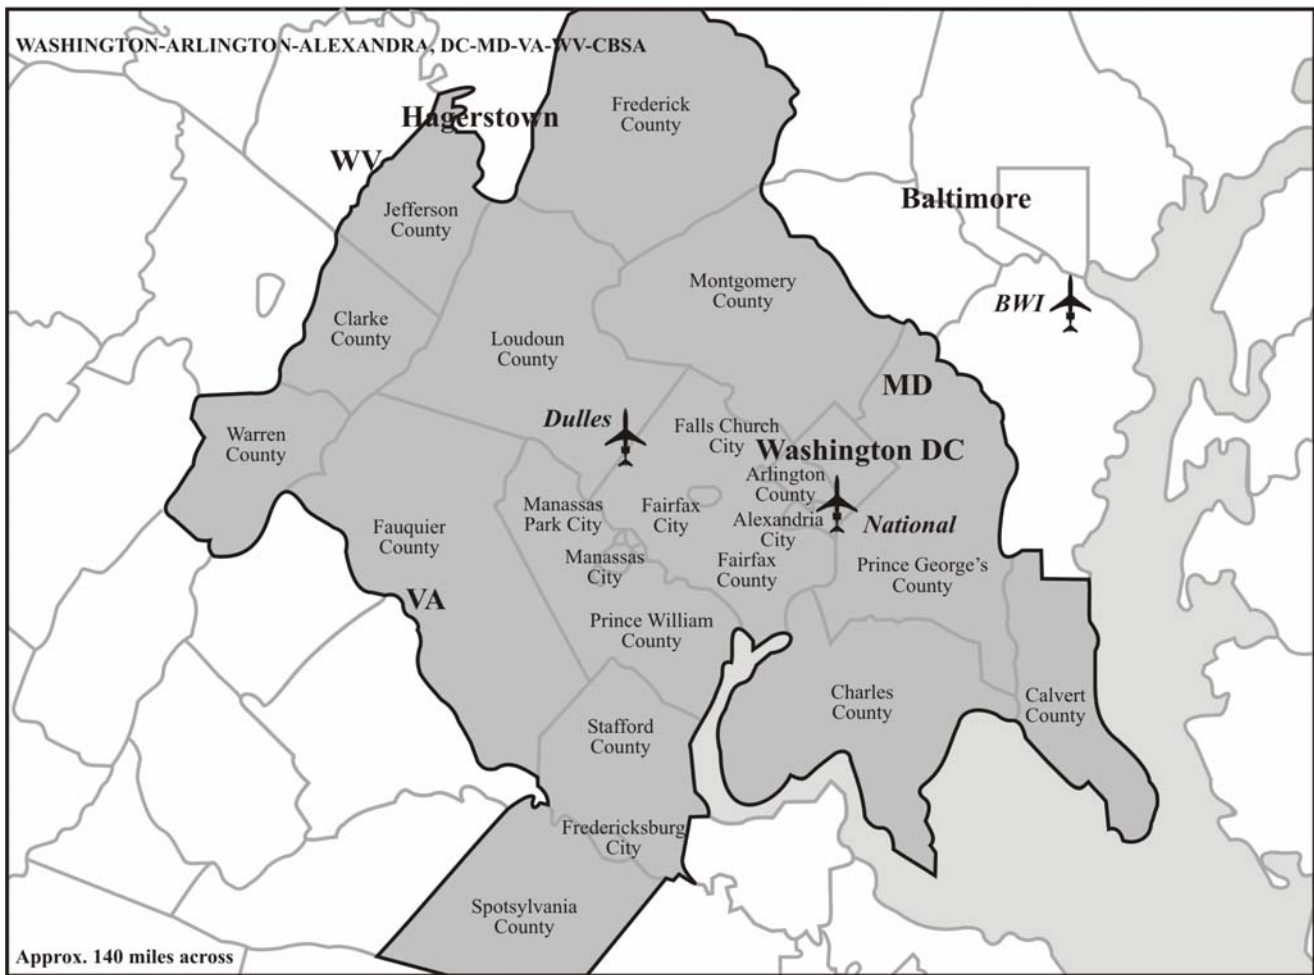 WASHINGTON-ARLINGTON-ALEXANDRA, DC-MD-VA-WV-CBSA
Frederick
County
Hagerstown
WV
Baltimore
Jefferson
County
Montgomery
County
BWI
Clarke
County
Loudoun
County
MD
Dulles
Falls Church
City
Warren
County
Washington DC
Arlington
County
Manassas
Park City
Fairfax
City
Alexandria
City
National
Fauquier
County
Manassas
City
Fairfax
County
Prince George's
County
VA
Prince William
County
Charles
County
Calvert
County
Stafford
County
Fredericksburg
City
Spotsylvania
County
Approx. 140 miles across